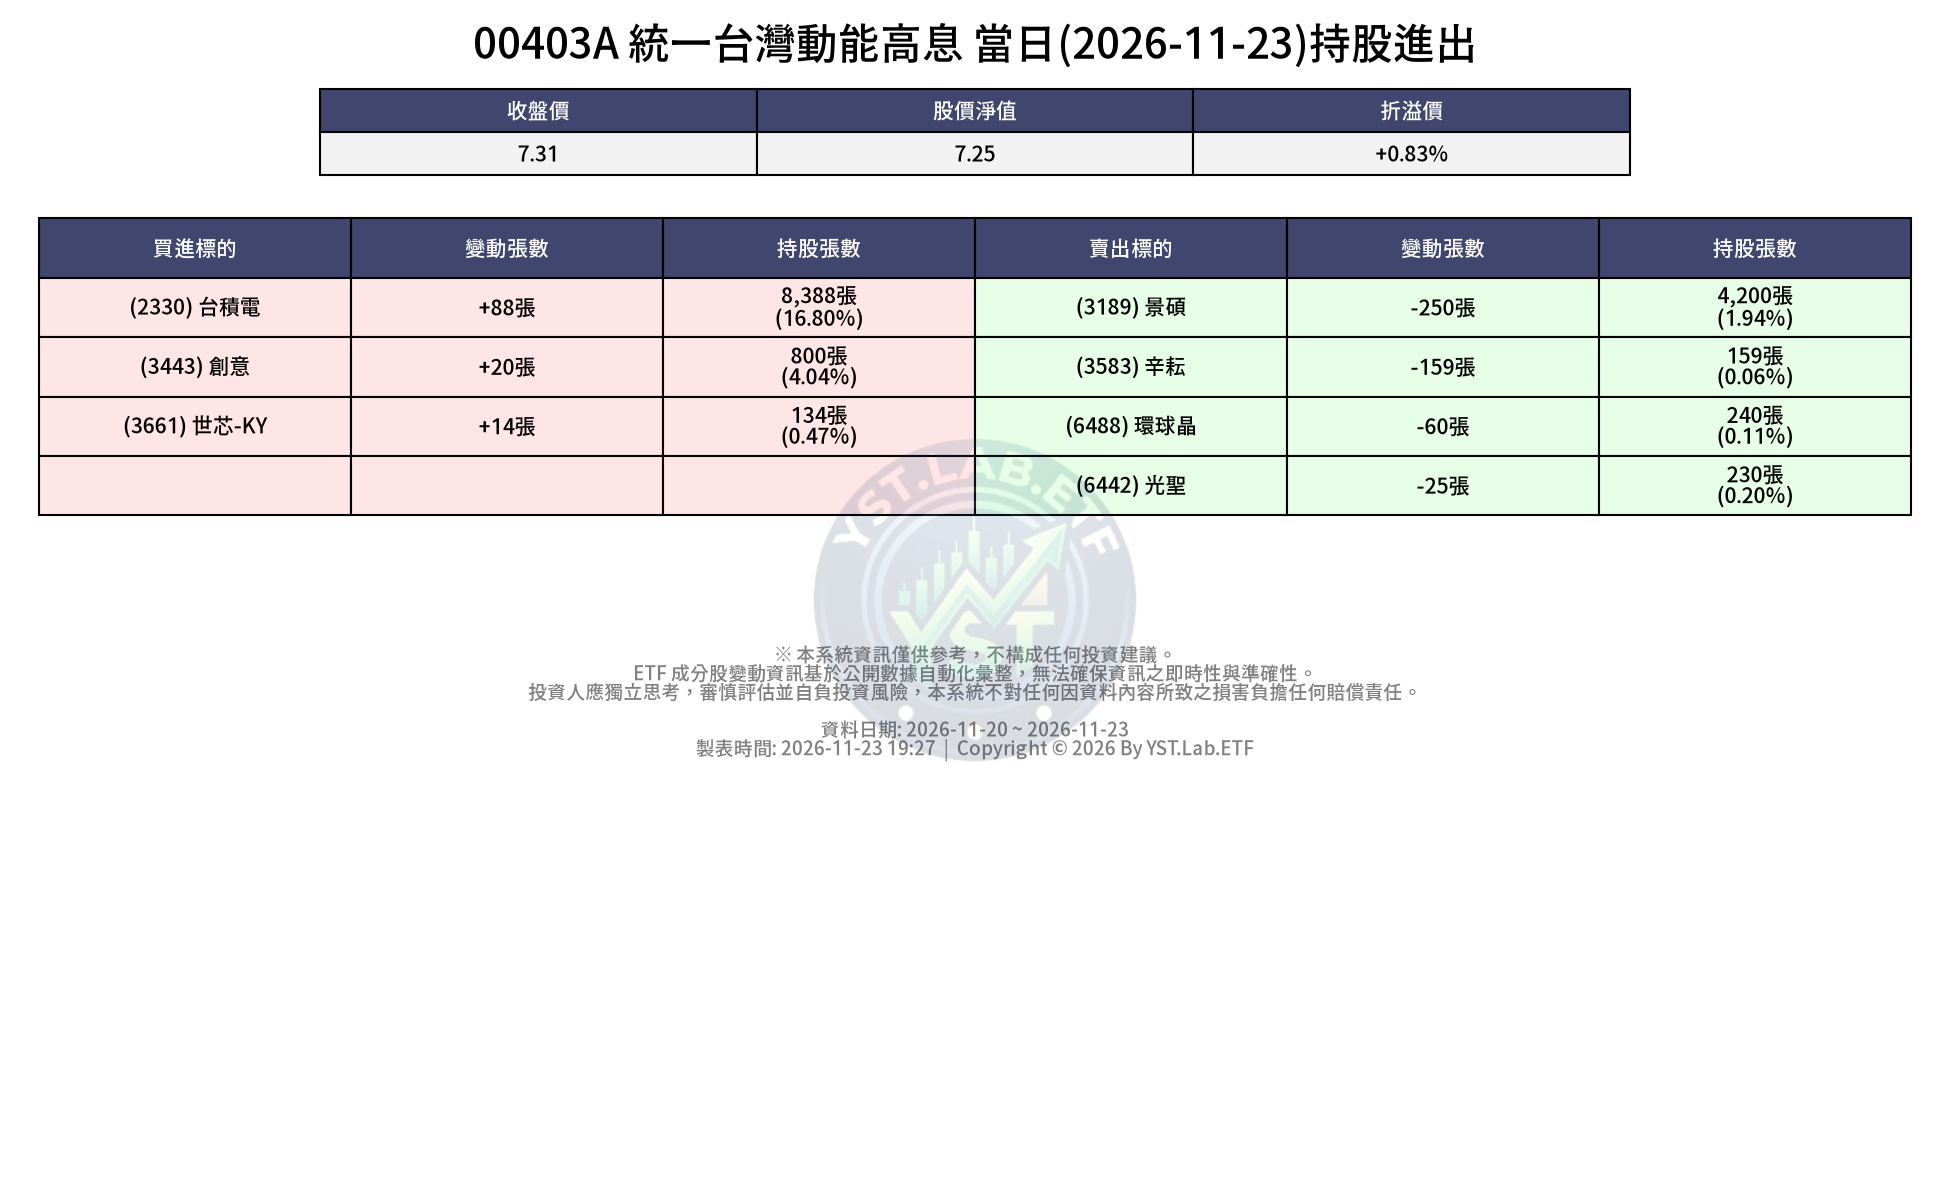 00403A 統一台灣動能高息 當日(2026-11-23)持股進出
收盤價 股價淨值 折溢價
7.31 7.25 +0.83%
買進標的 變動張數 持股張數 賣出標的 變動張數 持股張數
(2330) 台積電 +88張 8,388張 (16.80%) (3189) 景碩 -250張 4,200張 (1.94%)
(3443) 創意 +20張 800張 (4.04%) (3583) 辛耘 -159張 159張 (0.06%)
(3661) 世芯-KY +14張 134張 (0.47%) (6488) 環球晶 -60張 240張 (0.11%)
(6442) 光聖 -25張 230張 (0.20%)
YST.LAB.ETF
YST
※ 本系統資訊僅供參考，不構成任何投資建議。
ETF 成分股變動資訊基於公開數據自動化彙整，無法確保資訊之即時性與準確性。
投資人應獨立思考，審慎評估並自負投資風險，本系統不對任何因資料內容所致之損害負擔任何賠償責任。
資料日期: 2026-11-20 ~ 2026-11-23
製表時間: 2026-11-23 19:27 | Copyright © 2026 By YST.Lab.ETF